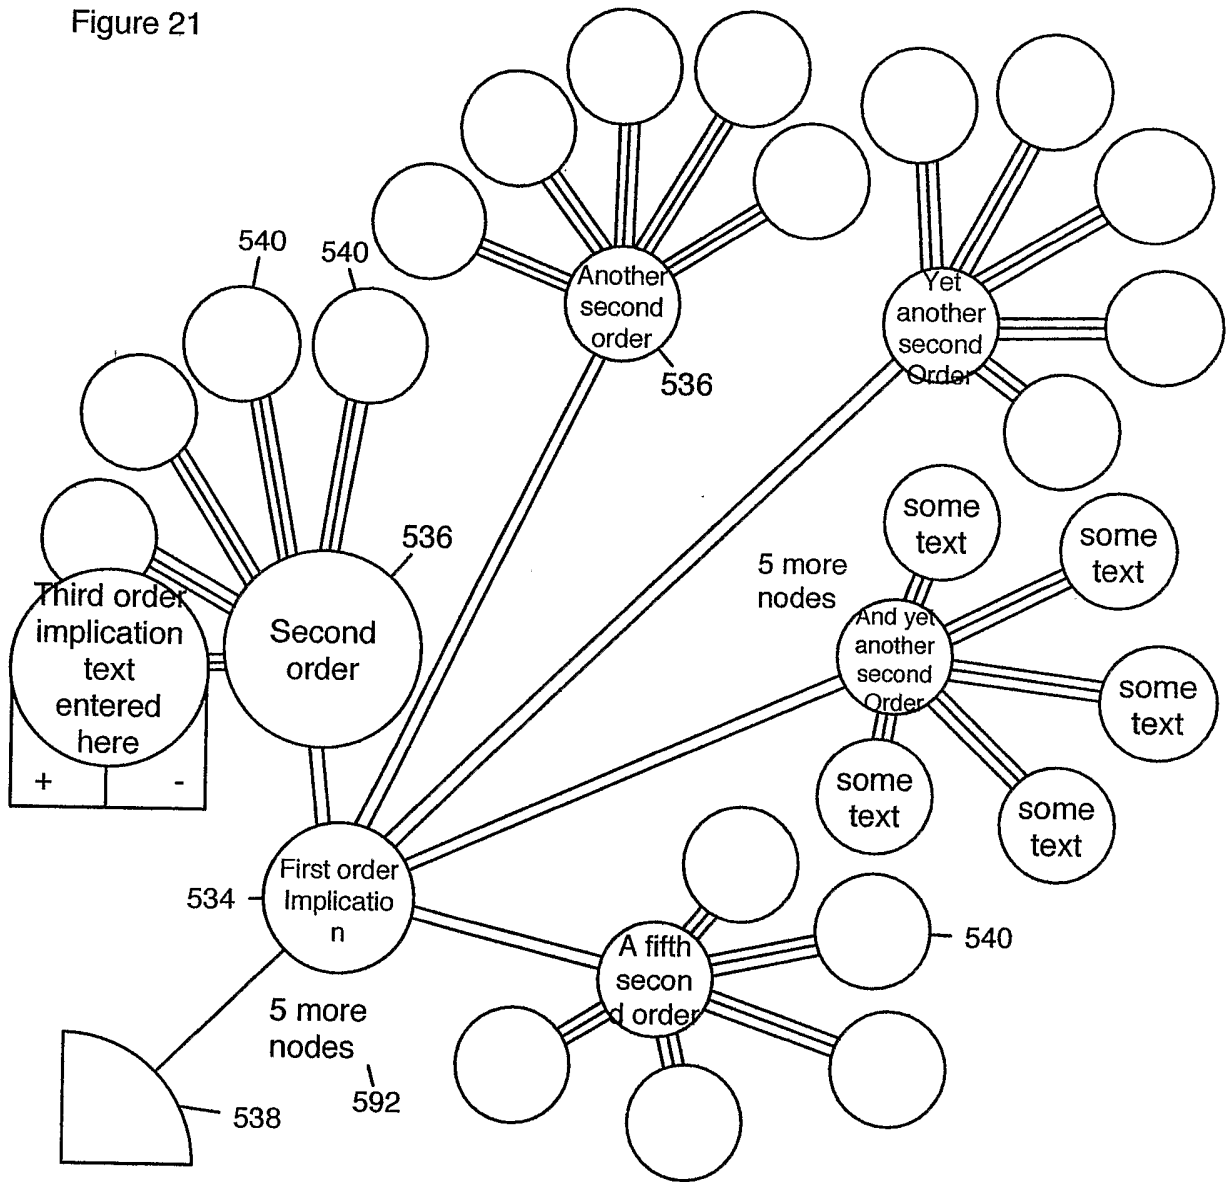 Figure 21
540
540
Another
second
order
536
Yet
another
second
Order
536
Second
order
Third order
implication
text
entered
here
+
-
5 more
nodes
some
text
some
text
And yet
another
second
Order
some
text
some
text
some
text
534
First order
Implicatio
n
A fifth
secon
d order
540
5 more
nodes
592
538